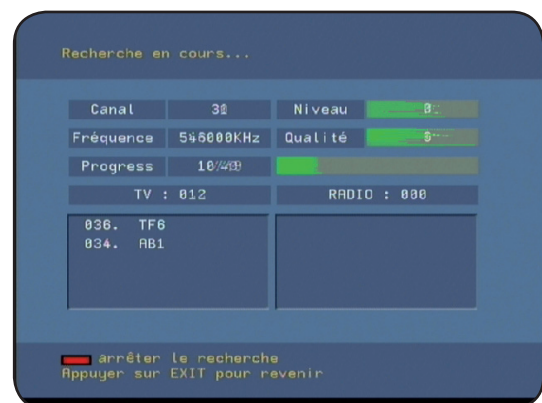 Recherche en cours...
Canal 30 Niveau
Fréquence 546000KHz Qualité
Progress
TV : 012 RADIO : 000
036. TF6
034. AB1
arrêter le recherche
Appuyer sur EXIT pour revenir